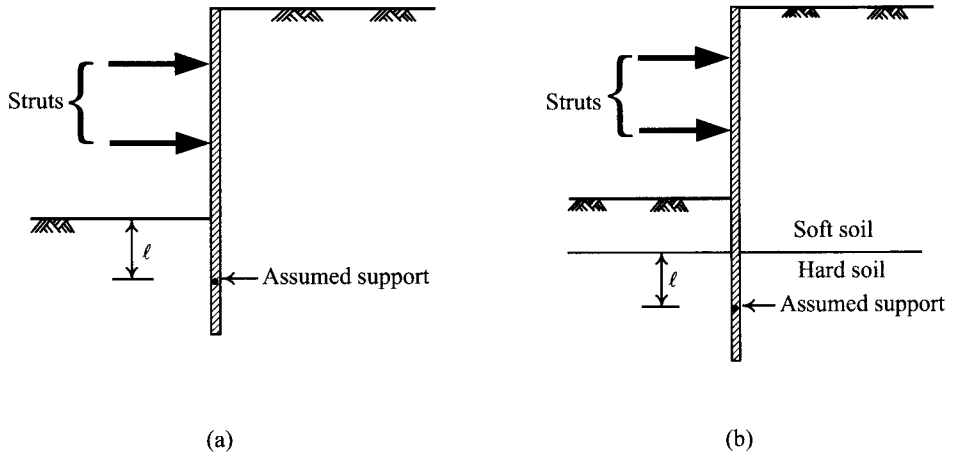 Struts
ℓ
Assumed support
(a)
Struts
Soft soil
Hard soil
ℓ
Assumed support
(b)